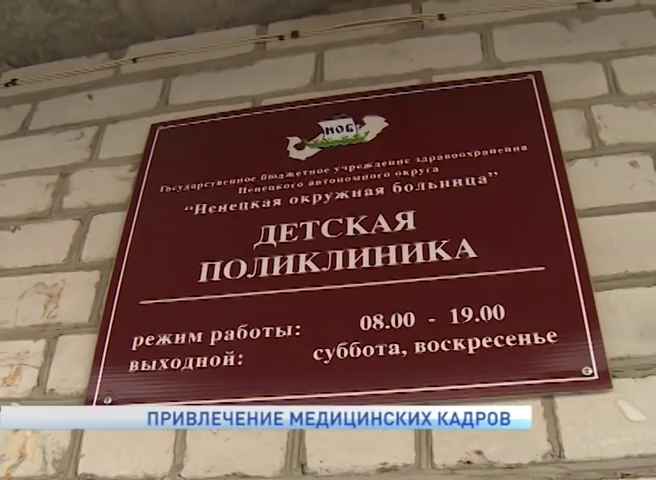 НОБ
Государственное бюджетное учреждение здравоохранения
Ненецкого автономного округа
"Ненецкая окружная больница"
ДЕТСКАЯ
ПОЛИКЛИНИКА
режим работы: 08.00 - 19.00
выходной: суббота, воскресенье
ПРИВЛЕЧЕНИЕ МЕДИЦИНСКИХ КАДРОВ